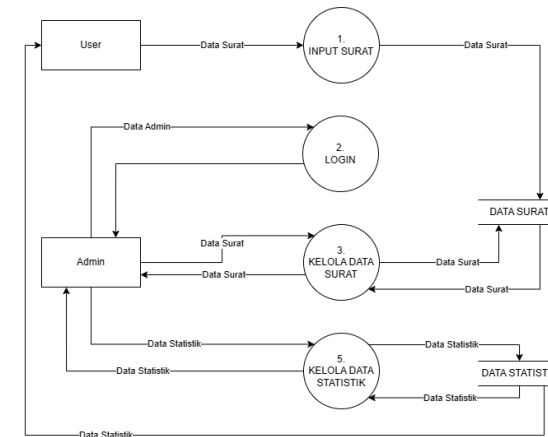 User
Data Surat
1.
INPUT SURAT
Data Surat
Data Admin
2.
LOGIN
DATA SURAT
Admin
Data Surat
Data Surat
3.
KELOLA DATA
SURAT
Data Surat
Data Surat
Data Statistik
Data Statistik
5.
KELOLA DATA
STATISTIK
Data Statistik
Data Statistik
DATA STATIST
Data Statistik